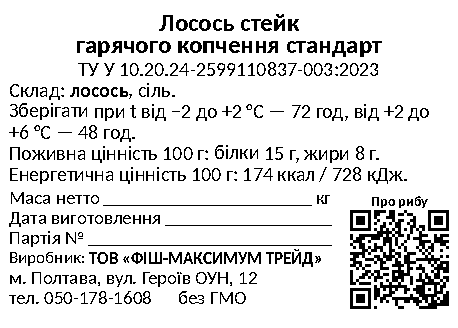 Лосось стейк
гарячого копчення стандарт
ТУ У 10.20.24-2599110837-003:2023
Склад: лосось, сіль.
Зберігати при t від −2 до +2 °C — 72 год, від +2 до
+6 °C — 48 год.
Поживна цінність 100 г: білки 15 г, жири 8 г.
Енергетична цінність 100 г: 174 ккал / 728 кДж.
Маса нетто ______________________ кг
Дата виготовлення __________________
Партія № __________________________
Про рибу
Виробник: ТОВ «ФІШ-МАКСИМУМ ТРЕЙД»
м. Полтава, вул. Героїв ОУН, 12
тел. 050-178-1608 без ГМО